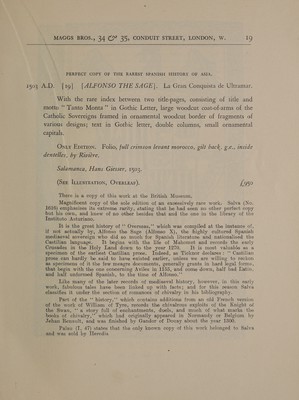 MAGGS BROS., 34 & 35, CONDUIT STREET, LONDON, W. 19
PERFECT COPY OF THE RAREST SPANISH HISTORY OF ASIA.
1503 A.D. [19] [ALFONSO THE SAGE]. La Gran Conquista de Ultramar.
With the rare index between two title-pages, consisting of title and
motto “Tanto Monta” in Gothic Letter, large woodcut coat-of-arms of the
Catholic Sovereigns framed in ornamental woodcut border of fragments of
various designs; text in Gothic letter, double columns, small ornamental
capitals.
ONLY EDITION. Folio, full crimson levant morocco, gilt back, g.e., inside
dentelles, by Rivière.
Salamanca, Hans Gieser, 1503.
(SEE ILLUSTRATION, OVERLEAF). £950
There is a copy of this work at the British Museum.
Magnificent copy of the sole edition of an excessively rare work. Salva (No.
1619) emphasises its extreme rarity, stating that he had seen no other perfect copy
but his own, and knew of no other besides that and the one in the library of the
Institute Asturiano.
It is the great history of “Overseas,” which was compiled at the instance of,
if not actually by, Alfonso the Sage (Alfonso X), the highly cultured Spanish
mediaeval sovereign who did so much for Spanish literature and nationalised the
Castilian language. It begins with the life of Mahomet and records the early
Crusades in the Holy Land down to the year 1270. It is most valuable as a
specimen of the earliest Castilian prose. Indeed, as Ticknor declares: “Castilian
prose can hardly be said to have existed earlier, unless we are willing to reckon
as specimens of it the few meagre documents, generally grants in hard legal forms,
that begin with the one concerning Aviles in 1155, and come down, half bad Latin,
and half unformed Spanish, to the time of Alfonso.”
Like many of the later records of mediaeval history, however, in this early
work, fabulous tales have been linked up with facts; and for this reason Salva
classifies it under the section of romances of chivalry in his bibliography.
Part of the “history,” which contains additions from an old French version
of the work of William of Tyre, records the chivalrous exploits of the Knight of
the Swan, “a story full of enchantments, duels, and much of what marks the
books of chivalry,” which had originally appeared in Normandy or Belgium by
Jehan Renault, and was finished by Gandor of Douay about the year 1300.
Palau (I, 47) states that the only known copy of this work belonged to Salva
and was sold by Heredia